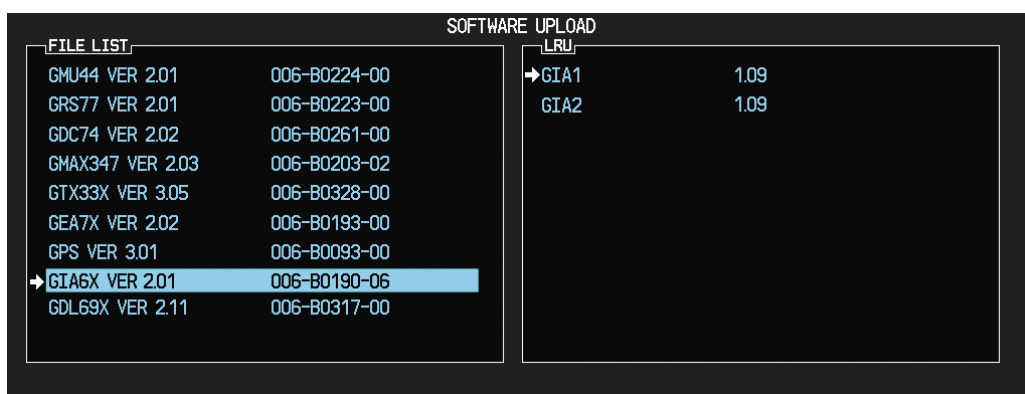 SOFTWARE UPLOAD
FILE LIST
GMU44 VER 2.01 006-B0224-00
GRS77 VER 2.01 006-B0223-00
GDC74 VER 2.02 006-B0261-00
GMAX347 VER 2.03 006-B0203-02
GTX33X VER 3.05 006-B0328-00
GEA7X VER 2.02 006-B0193-00
GPS VER 3.01 006-B0093-00
GIA6X VER 2.01 006-B0190-06
GDL69X VER 2.11 006-B0317-00
LRU
GIA1 1.09
GIA2 1.09